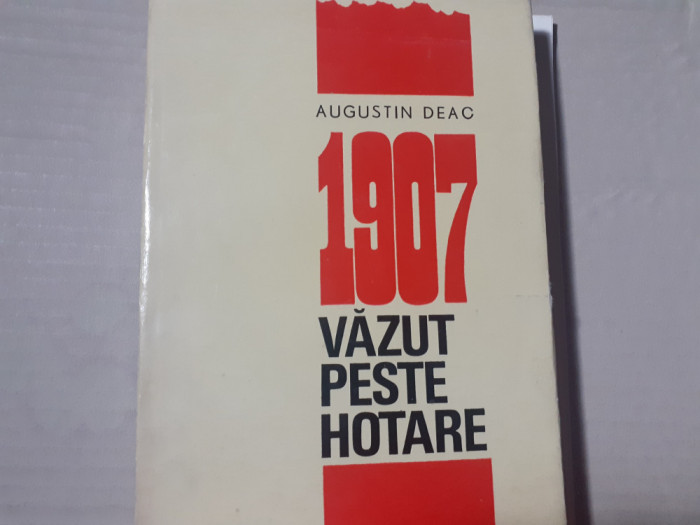 AUGUSTIN DEAC
1907
VĂZUT
PESTE
HOTARE